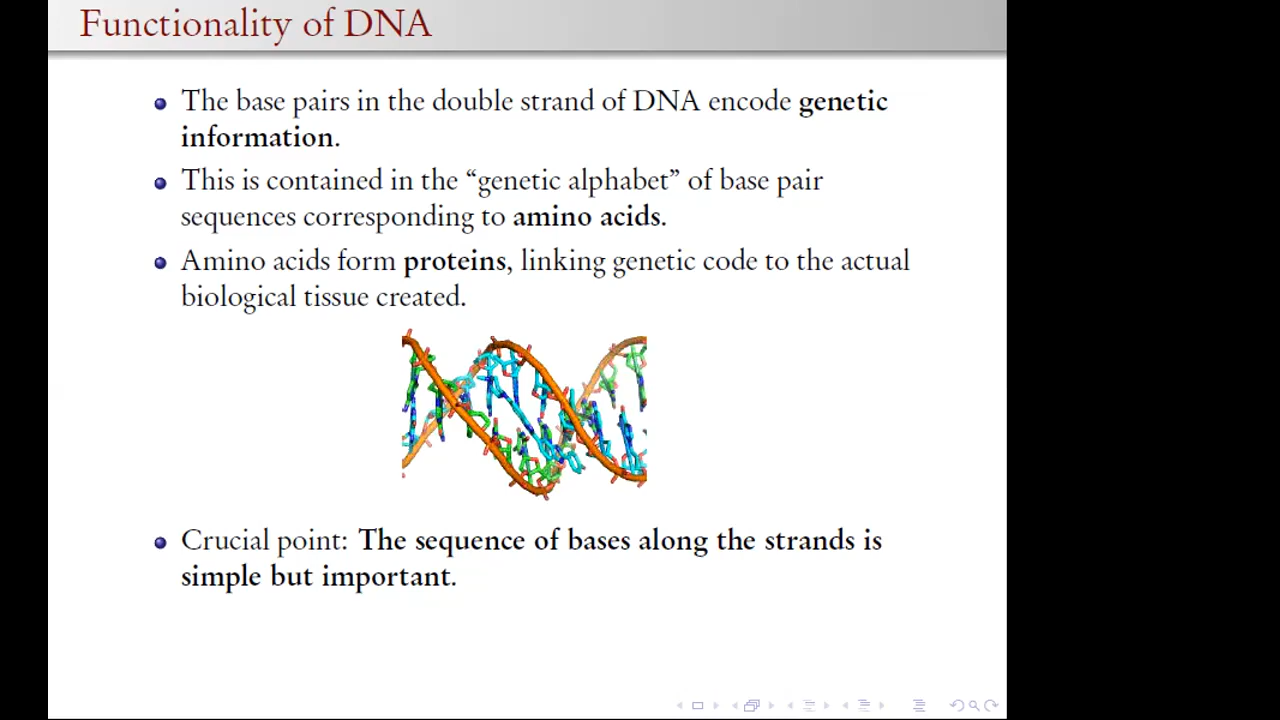 Functionality of DNA
The base pairs in the double strand of DNA encode genetic
information.
This is contained in the “genetic alphabet” of base pair
sequences corresponding to amino acids.
Amino acids form proteins, linking genetic code to the actual
biological tissue created.
Crucial point: The sequence of bases along the strands is
simple but important.